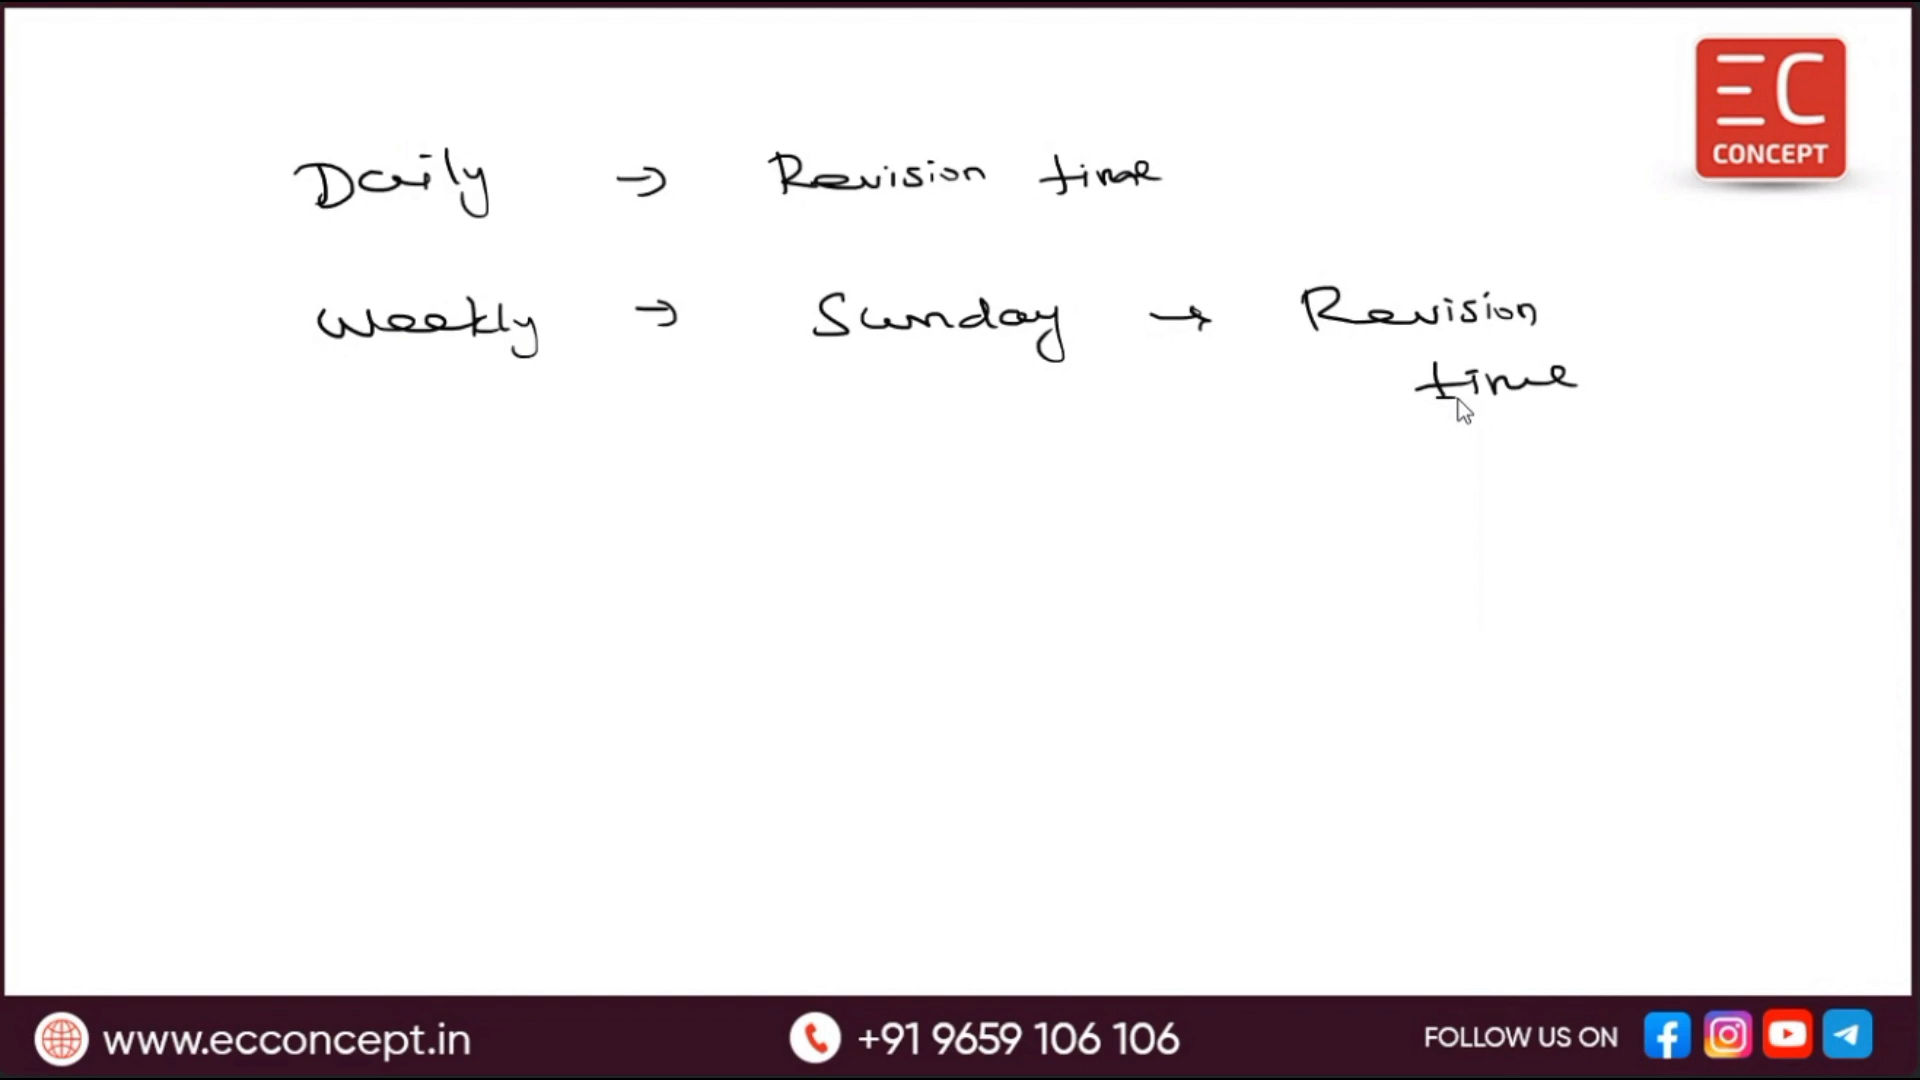 EC
CONCEPT
Daily → Revision time
Weekly → Sunday → Revision
time
www.ecconcept.in +91 9659 106 106 FOLLOW US ON